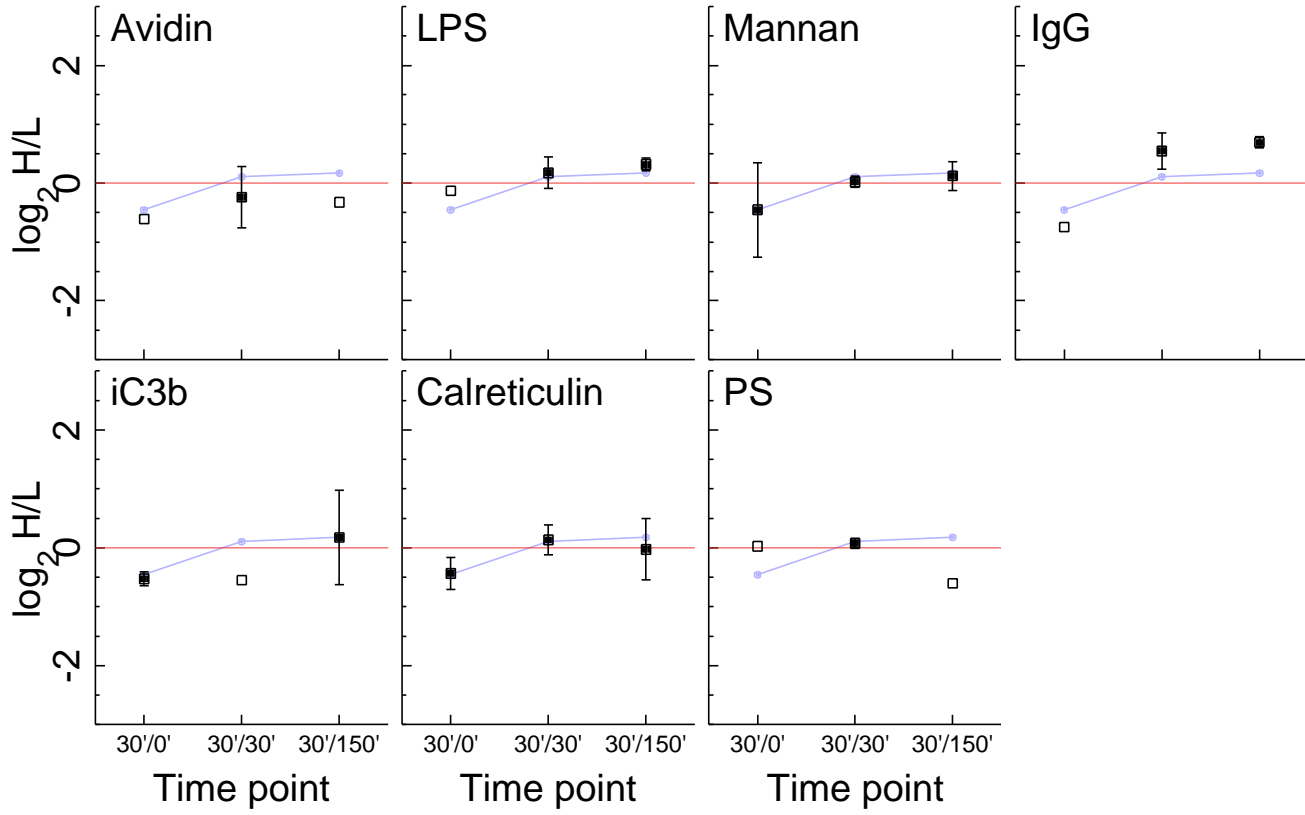 Avidin LPS Mannan IgG
log2 H/L
2
0
-2
iC3b Calreticulin PS
log2 H/L
2
0
-2
30'/0' 30'/30' 30'/150' 30'/0' 30'/30' 30'/150' 30'/0' 30'/30' 30'/150'
Time point Time point Time point